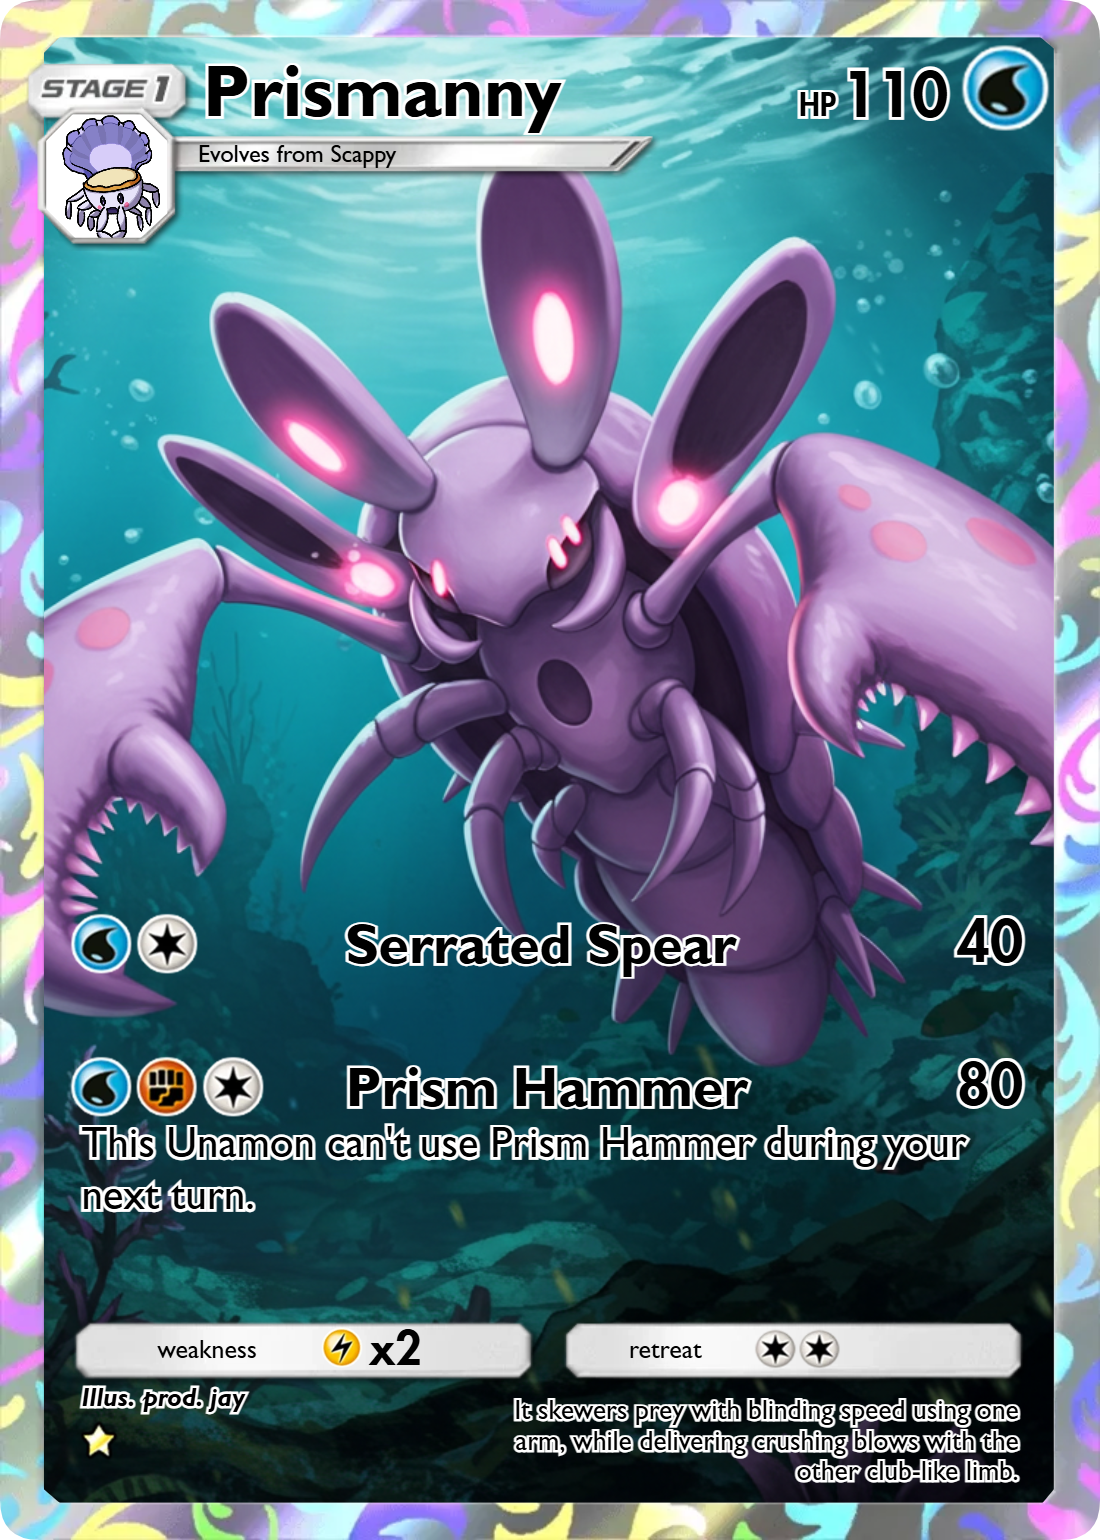 STAGE 1
Prismanny
HP 110
Evolves from Scappy
Serrated Spear 40
Prism Hammer 80
This Unamon can't use Prism Hammer during your
next turn.
weakness x2
retreat
Illus. prod. jay
It skewers prey with blinding speed using one
arm, while delivering crushing blows with the
other club-like limb.